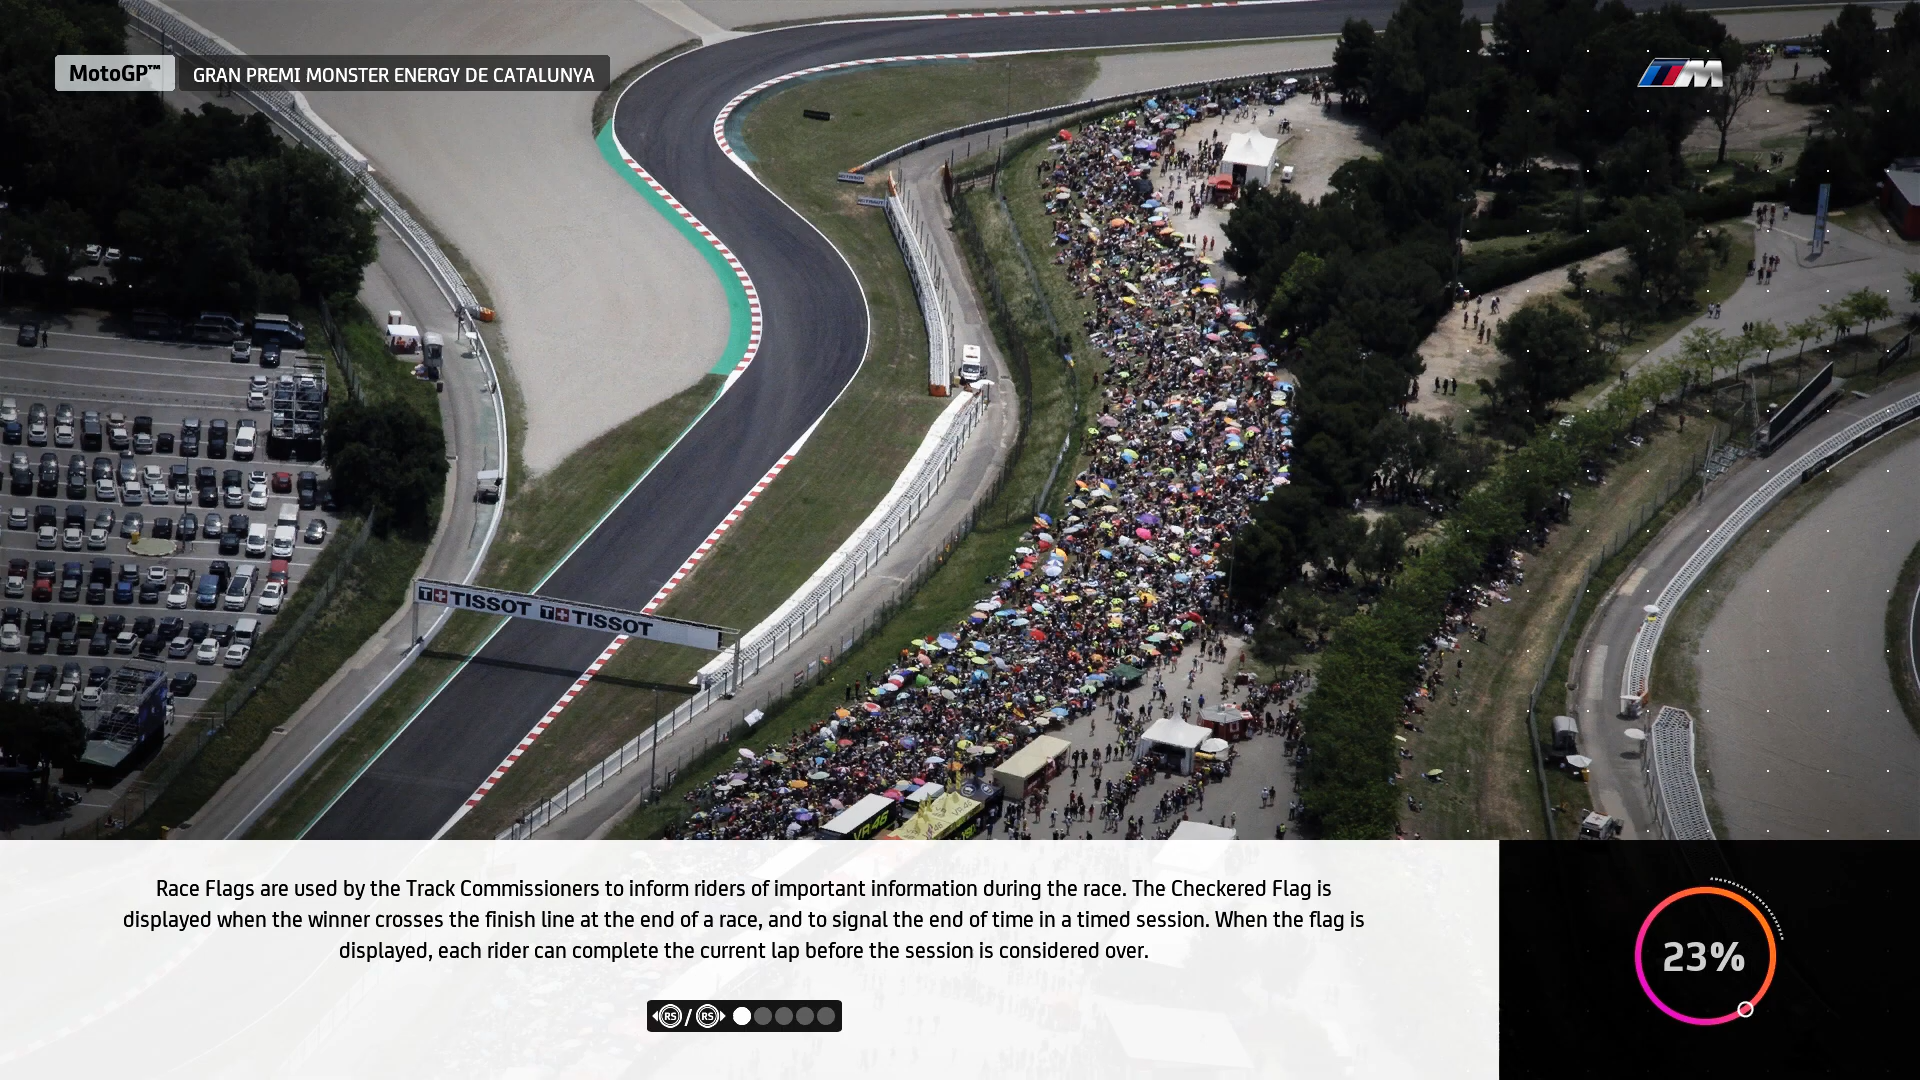 MotoGP™
GRAN PREMI MONSTER ENERGY DE CATALUNYA
TISSOT TISSOT
VR46
Race Flags are used by the Track Commissioners to inform riders of important information during the race. The Checkered Flag is
displayed when the winner crosses the finish line at the end of a race, and to signal the end of time in a timed session. When the flag is
displayed, each rider can complete the current lap before the session is considered over.
RS / RS
23%